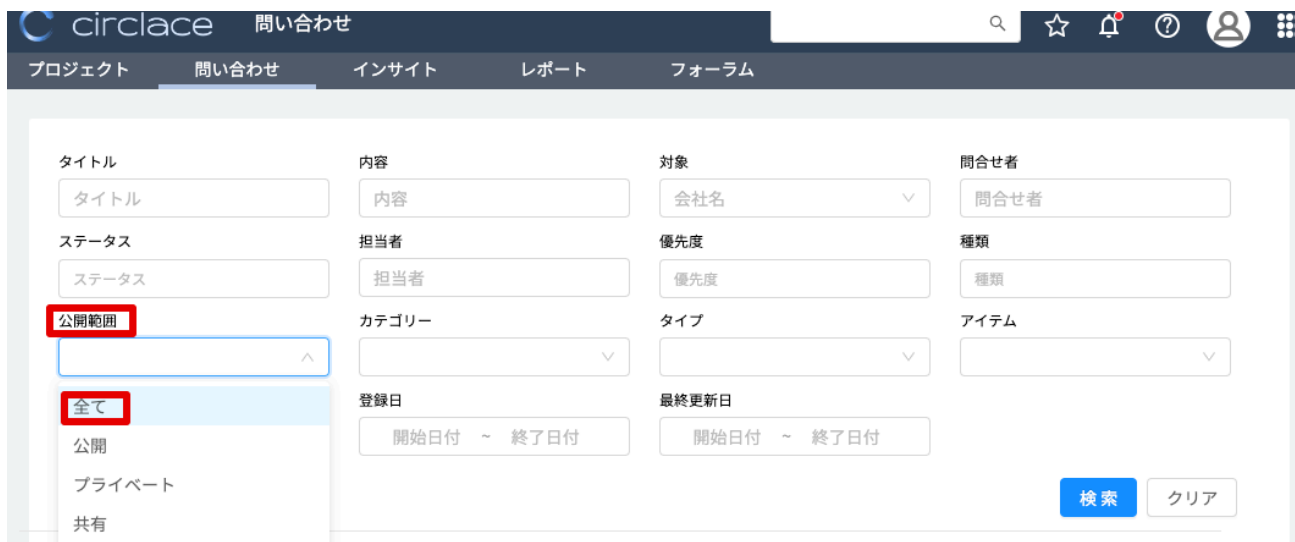 circlace 問い合わせ
プロジェクト 問い合わせ インサイト レポート フォーラム
タイトル 内容 対象 問合せ者
タイトル 内容 会社名 問合せ者
ステータス 担当者 優先度 種類
ステータス 担当者 優先度 種類
公開範囲 カテゴリー タイプ アイテム
全て
登録日 最終更新日
開始日付 ~ 終了日付 開始日付 ~ 終了日付
公開
プライベート
検索 クリア
共有